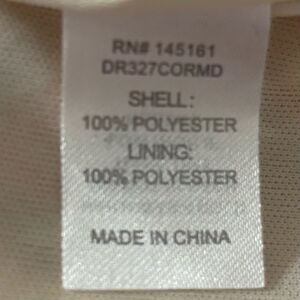 RN# 145161
DR327CORMD
SHELL:
100% POLYESTER
LINING:
100% POLYESTER
MADE IN CHINA